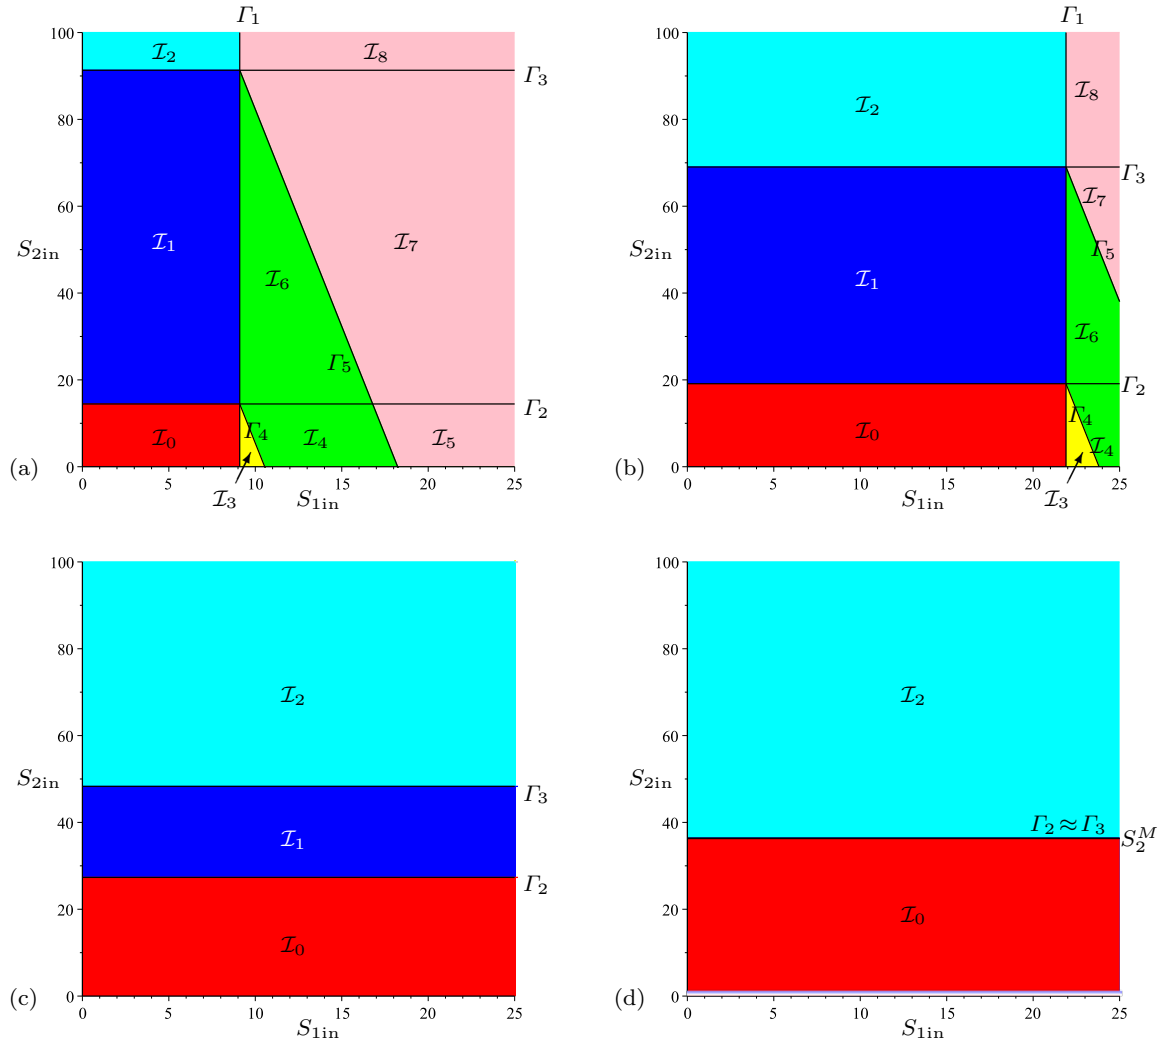 Γ₁ Γ₁
100 ℐ₂ ℐ₈ Γ₃
80
60
S₂in ℐ₁ ℐ₇
ℐ₆
40
Γ₅
20
Γ₂
ℐ₀ Γ₄ ℐ₄ ℐ₅
(a) 0
0 5 10 15 20 25
ℐ₃ S₁in
100
ℐ₂ ℐ₈
80
Γ₃
ℐ₇
60
S₂in Γ₅
ℐ₁
40
ℐ₆
20 Γ₂
ℐ₀ Γ₄ ℐ₄
(b) 0
0 5 10 15 20 25
S₁in ℐ₃
100
80
ℐ₂
60
S₂in
Γ₃
40
ℐ₁
20 Γ₂
ℐ₀
(c) 0
0 5 10 15 20 25
S₁in
100
80
ℐ₂
60
S₂in
40 Γ₂≈Γ₃ S₂ᴹ
20
ℐ₀
(d) 0
0 5 10 15 20 25
S₁in